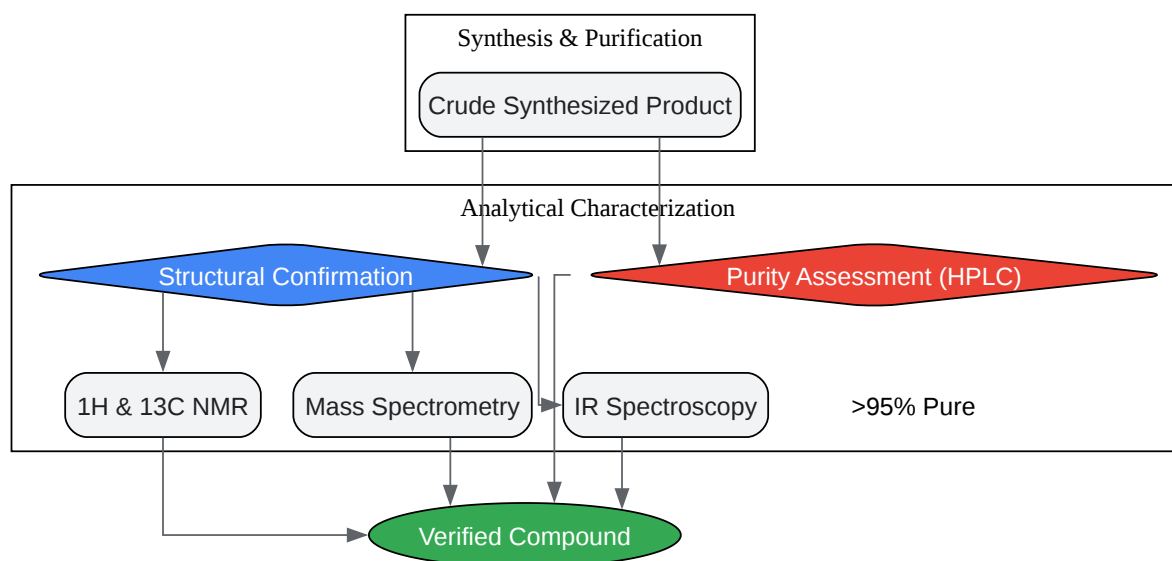 Synthesis & Purification
Crude Synthesized Product
Analytical Characterization
Structural Confirmation
Purity Assessment (HPLC)
1H & 13C NMR
Mass Spectrometry
IR Spectroscopy
>95% Pure
Verified Compound